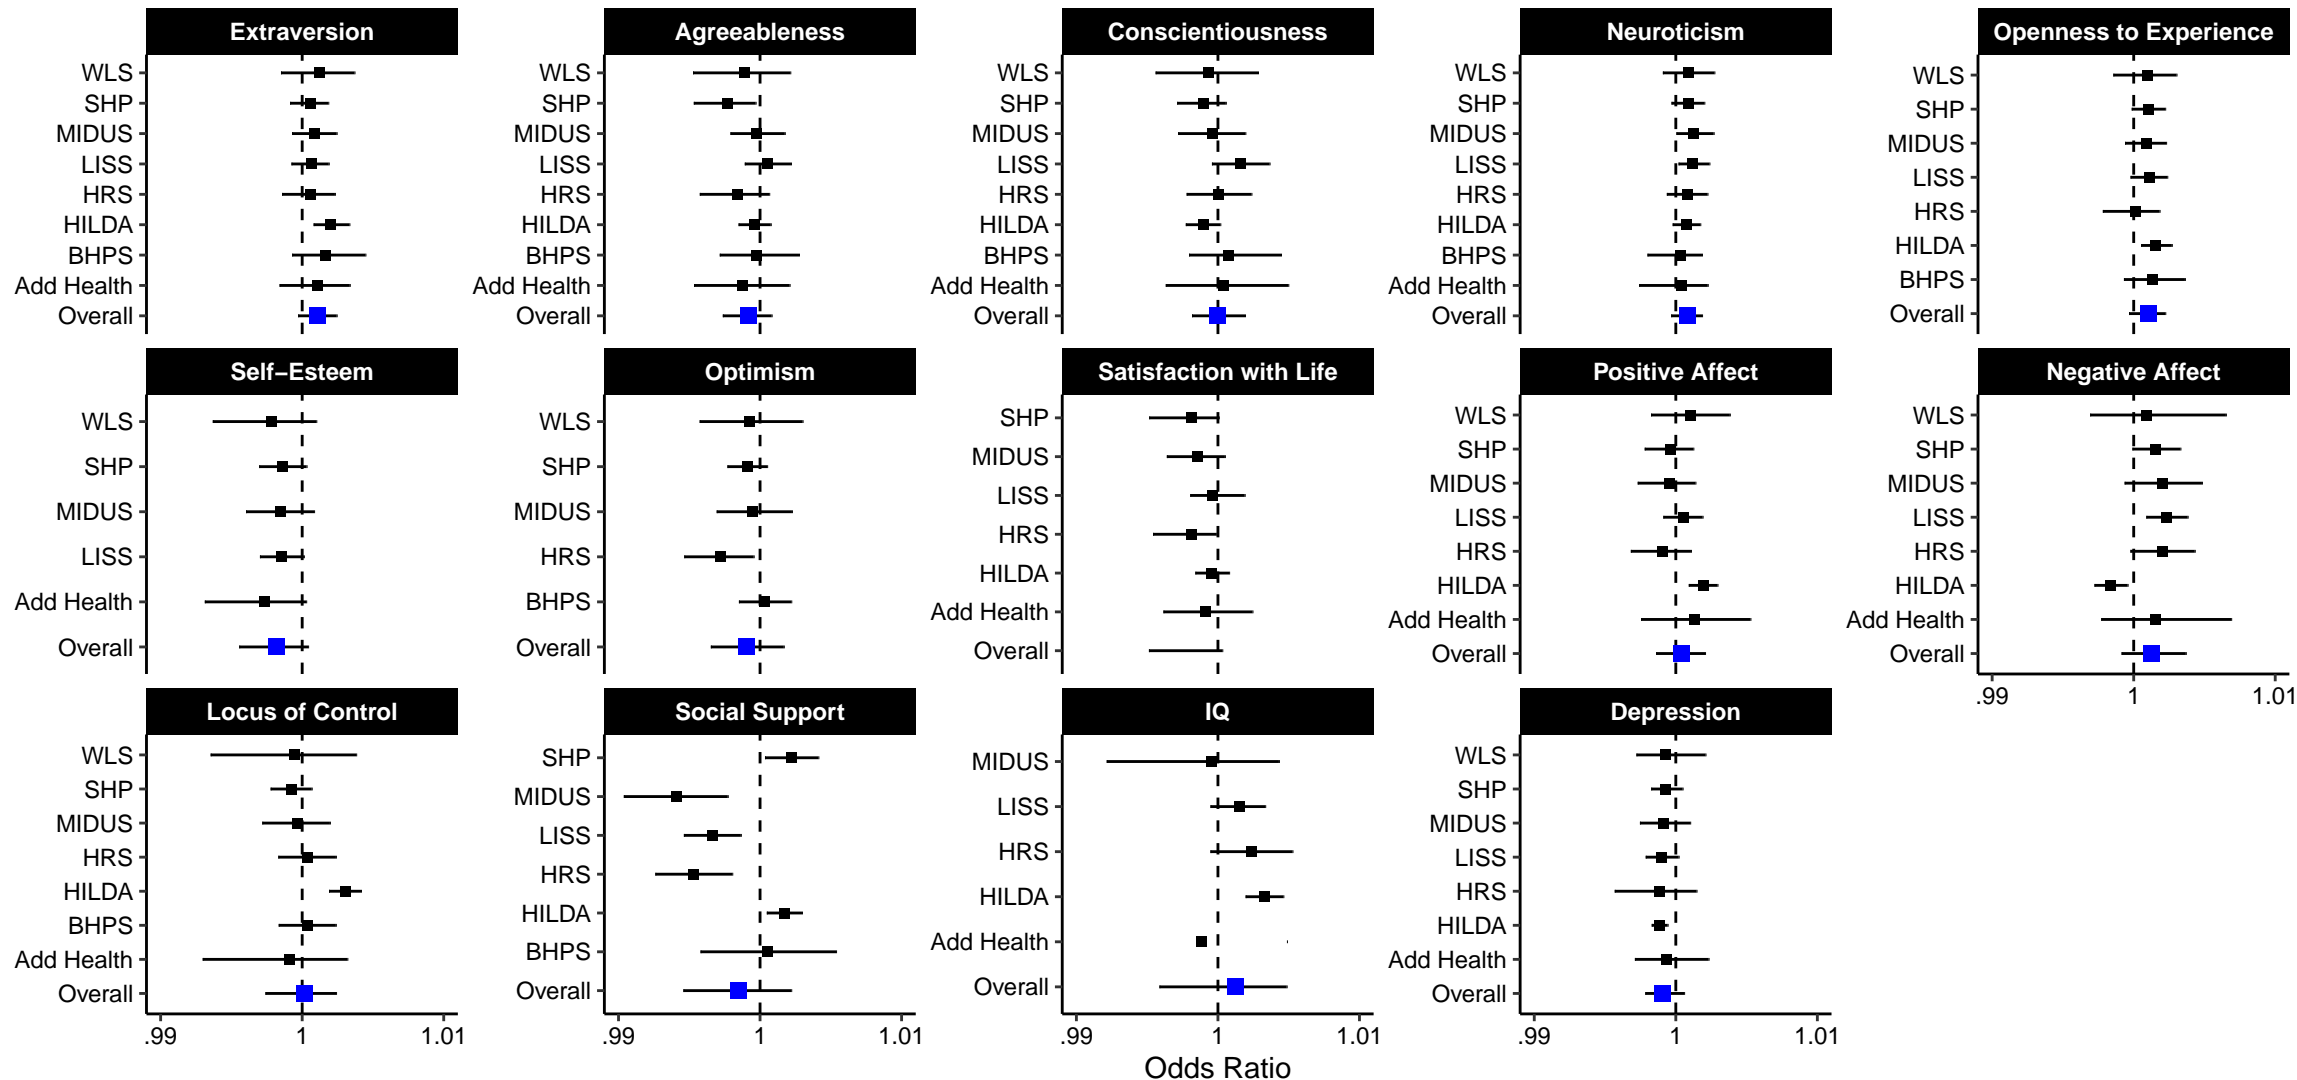 Extraversion
WLS
SHP
MIDUS
LISS
HRS
HILDA
BHPS
Add Health
Overall
Agreeableness
WLS
SHP
MIDUS
LISS
HRS
HILDA
BHPS
Add Health
Overall
Conscientiousness
WLS
SHP
MIDUS
LISS
HRS
HILDA
BHPS
Add Health
Overall
Neuroticism
WLS
SHP
MIDUS
LISS
HRS
HILDA
BHPS
Add Health
Overall
Openness to Experience
WLS
SHP
MIDUS
LISS
HRS
HILDA
BHPS
Overall
Self−Esteem
WLS
SHP
MIDUS
LISS
Add Health
Overall
Optimism
WLS
SHP
MIDUS
HRS
BHPS
Overall
Satisfaction with Life
SHP
MIDUS
LISS
HRS
HILDA
Add Health
Overall
Positive Affect
WLS
SHP
MIDUS
LISS
HRS
HILDA
Add Health
Overall
Negative Affect
WLS
SHP
MIDUS
LISS
HRS
HILDA
Add Health
Overall
.99 1 1.01
Locus of Control
WLS
SHP
MIDUS
HRS
HILDA
BHPS
Add Health
Overall
.99 1 1.01
Social Support
SHP
MIDUS
LISS
HRS
HILDA
BHPS
Overall
.99 1 1.01
IQ
MIDUS
LISS
HRS
HILDA
Add Health
Overall
.99 1 1.01
Depression
WLS
SHP
MIDUS
LISS
HRS
HILDA
Add Health
Overall
.99 1 1.01
Odds Ratio